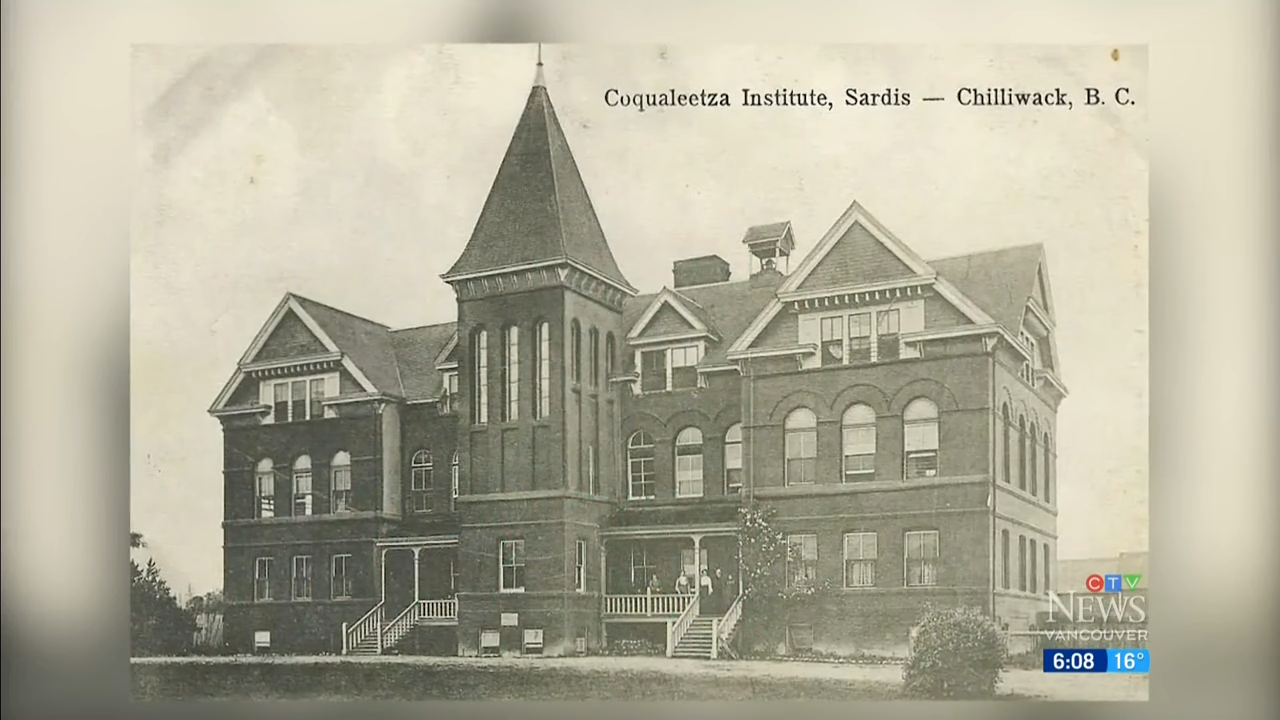 Coqualeetza Institute, Sardis — Chilliwack, B. C.
CTV
NEWS
VANCOUVER
6:08 16°